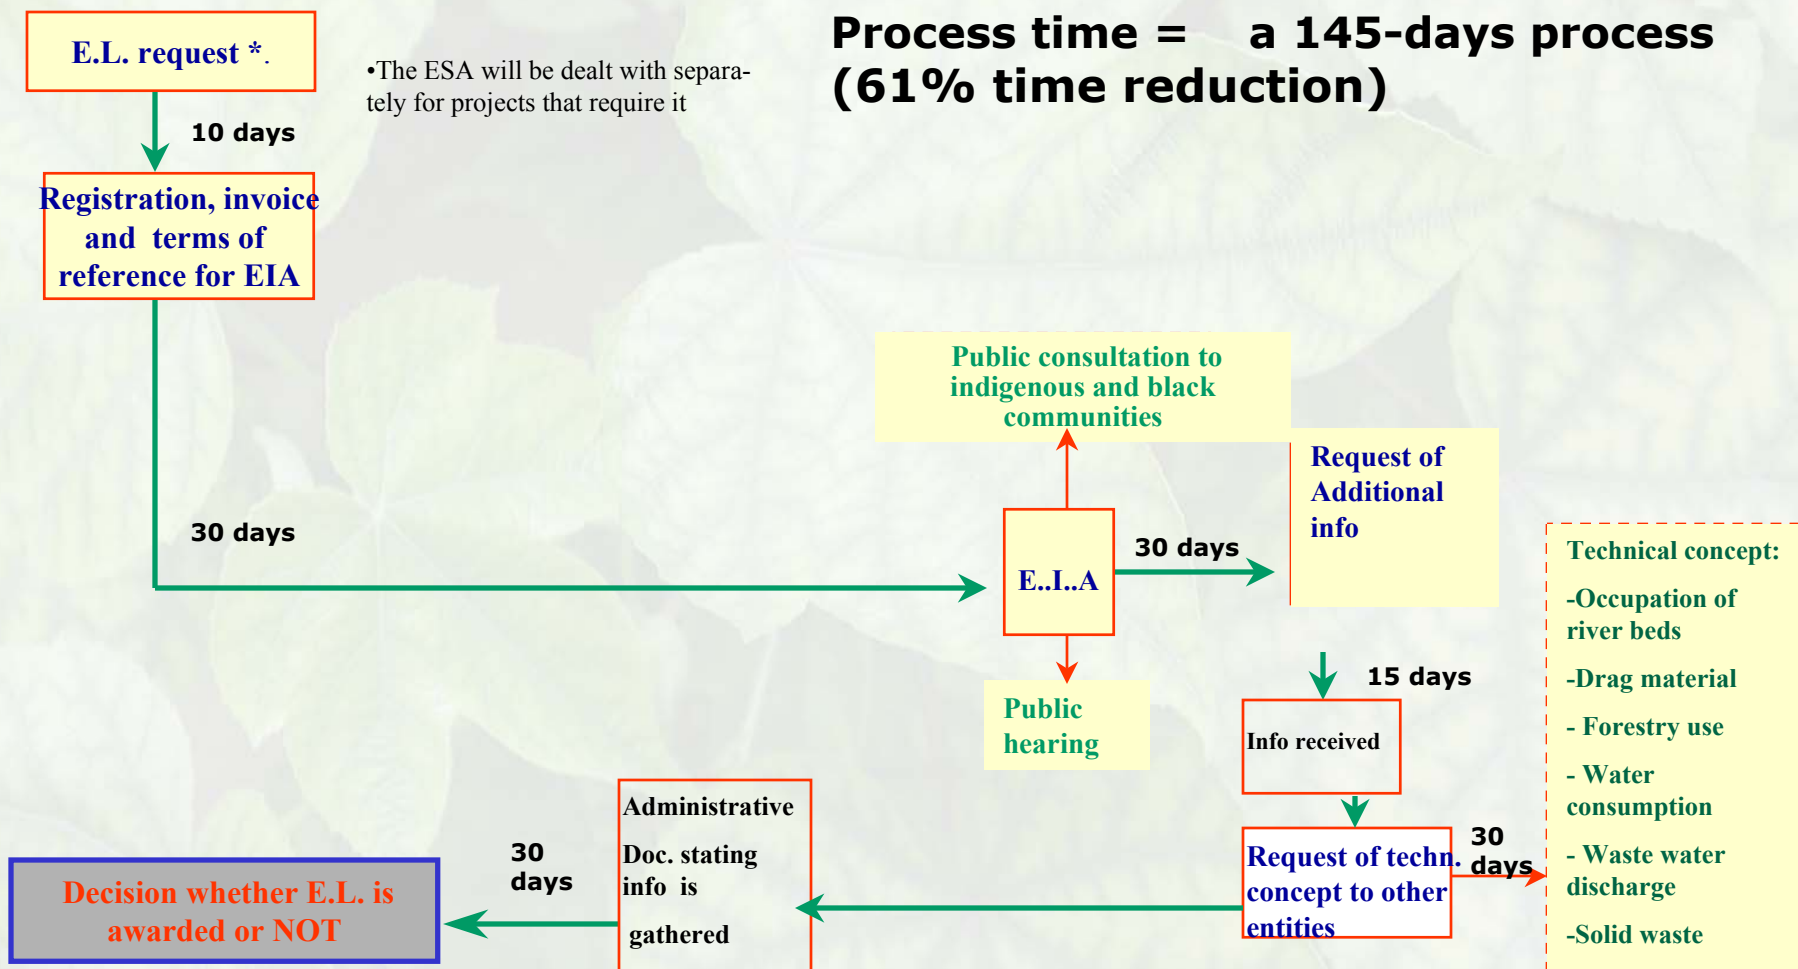 Process time = a 145-days process
(61% time reduction)
E.L. request *.
•The ESA will be dealt with separa-
tely for projects that require it
10 days
Registration, invoice
and terms of
reference for EIA
30 days
Public consultation to
indigenous and black
communities
E..I..A
30 days
Request of
Additional
info
Public
hearing
15 days
Info received
Request of techn.
concept to other
entities
30
days
Technical concept:
-Occupation of
river beds
-Drag material
- Forestry use
- Water
consumption
- Waste water
discharge
-Solid waste
Administrative
Doc. stating
info is
gathered
30
days
Decision whether E.L. is
awarded or NOT